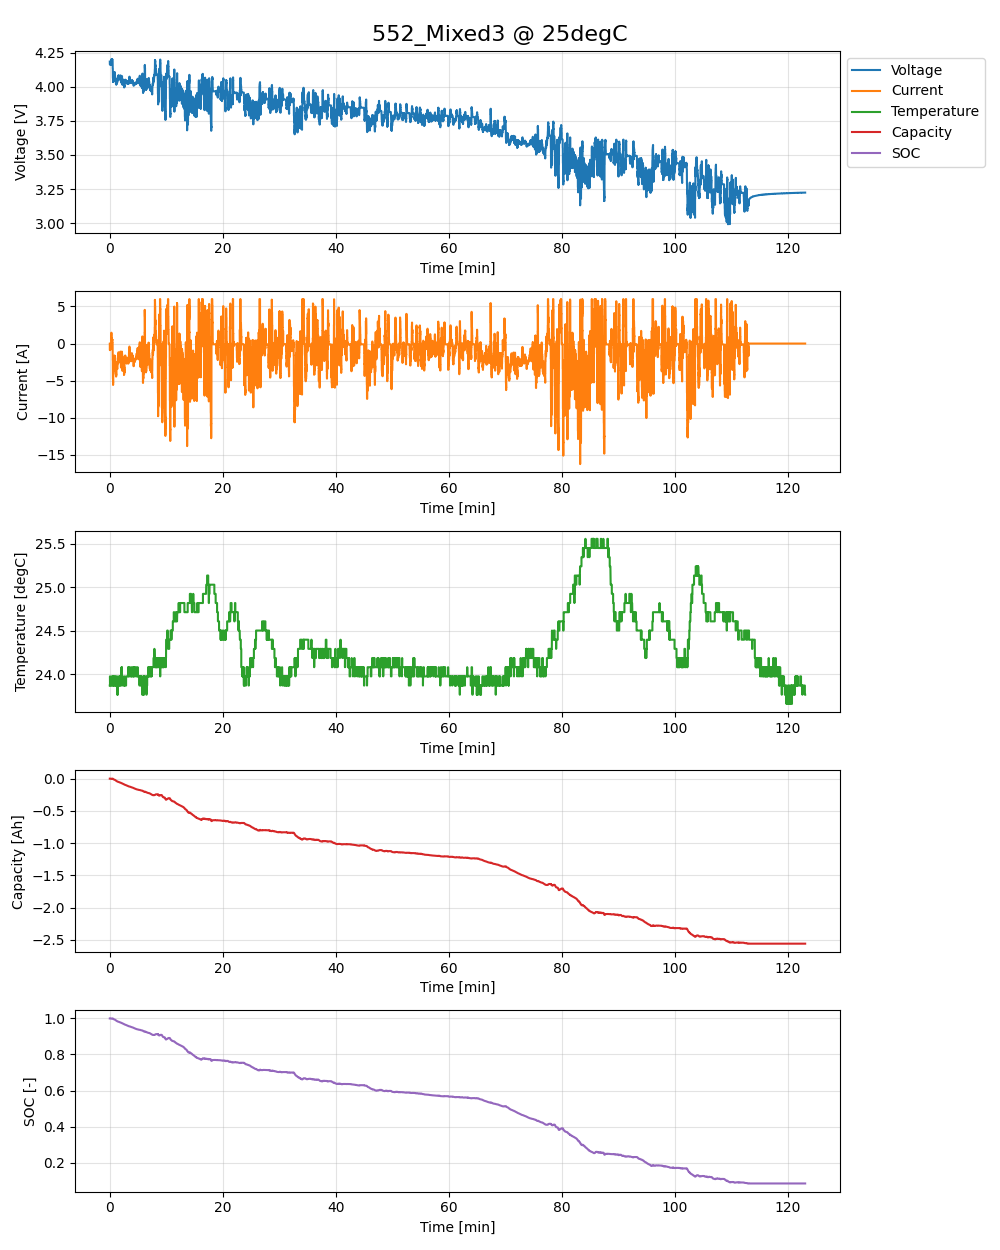 552_Mixed3 @ 25degC
Voltage
Current
Temperature
Capacity
SOC
Voltage [V]
4.25
4.00
3.75
3.50
3.25
3.00
0 20 40 60 80 100 120
Time [min]
Current [A]
5
0
−5
−10
−15
0 20 40 60 80 100 120
Time [min]
Temperature [degC]
25.5
25.0
24.5
24.0
0 20 40 60 80 100 120
Time [min]
Capacity [Ah]
0.0
−0.5
−1.0
−1.5
−2.0
−2.5
0 20 40 60 80 100 120
Time [min]
SOC [-]
1.0
0.8
0.6
0.4
0.2
0 20 40 60 80 100 120
Time [min]